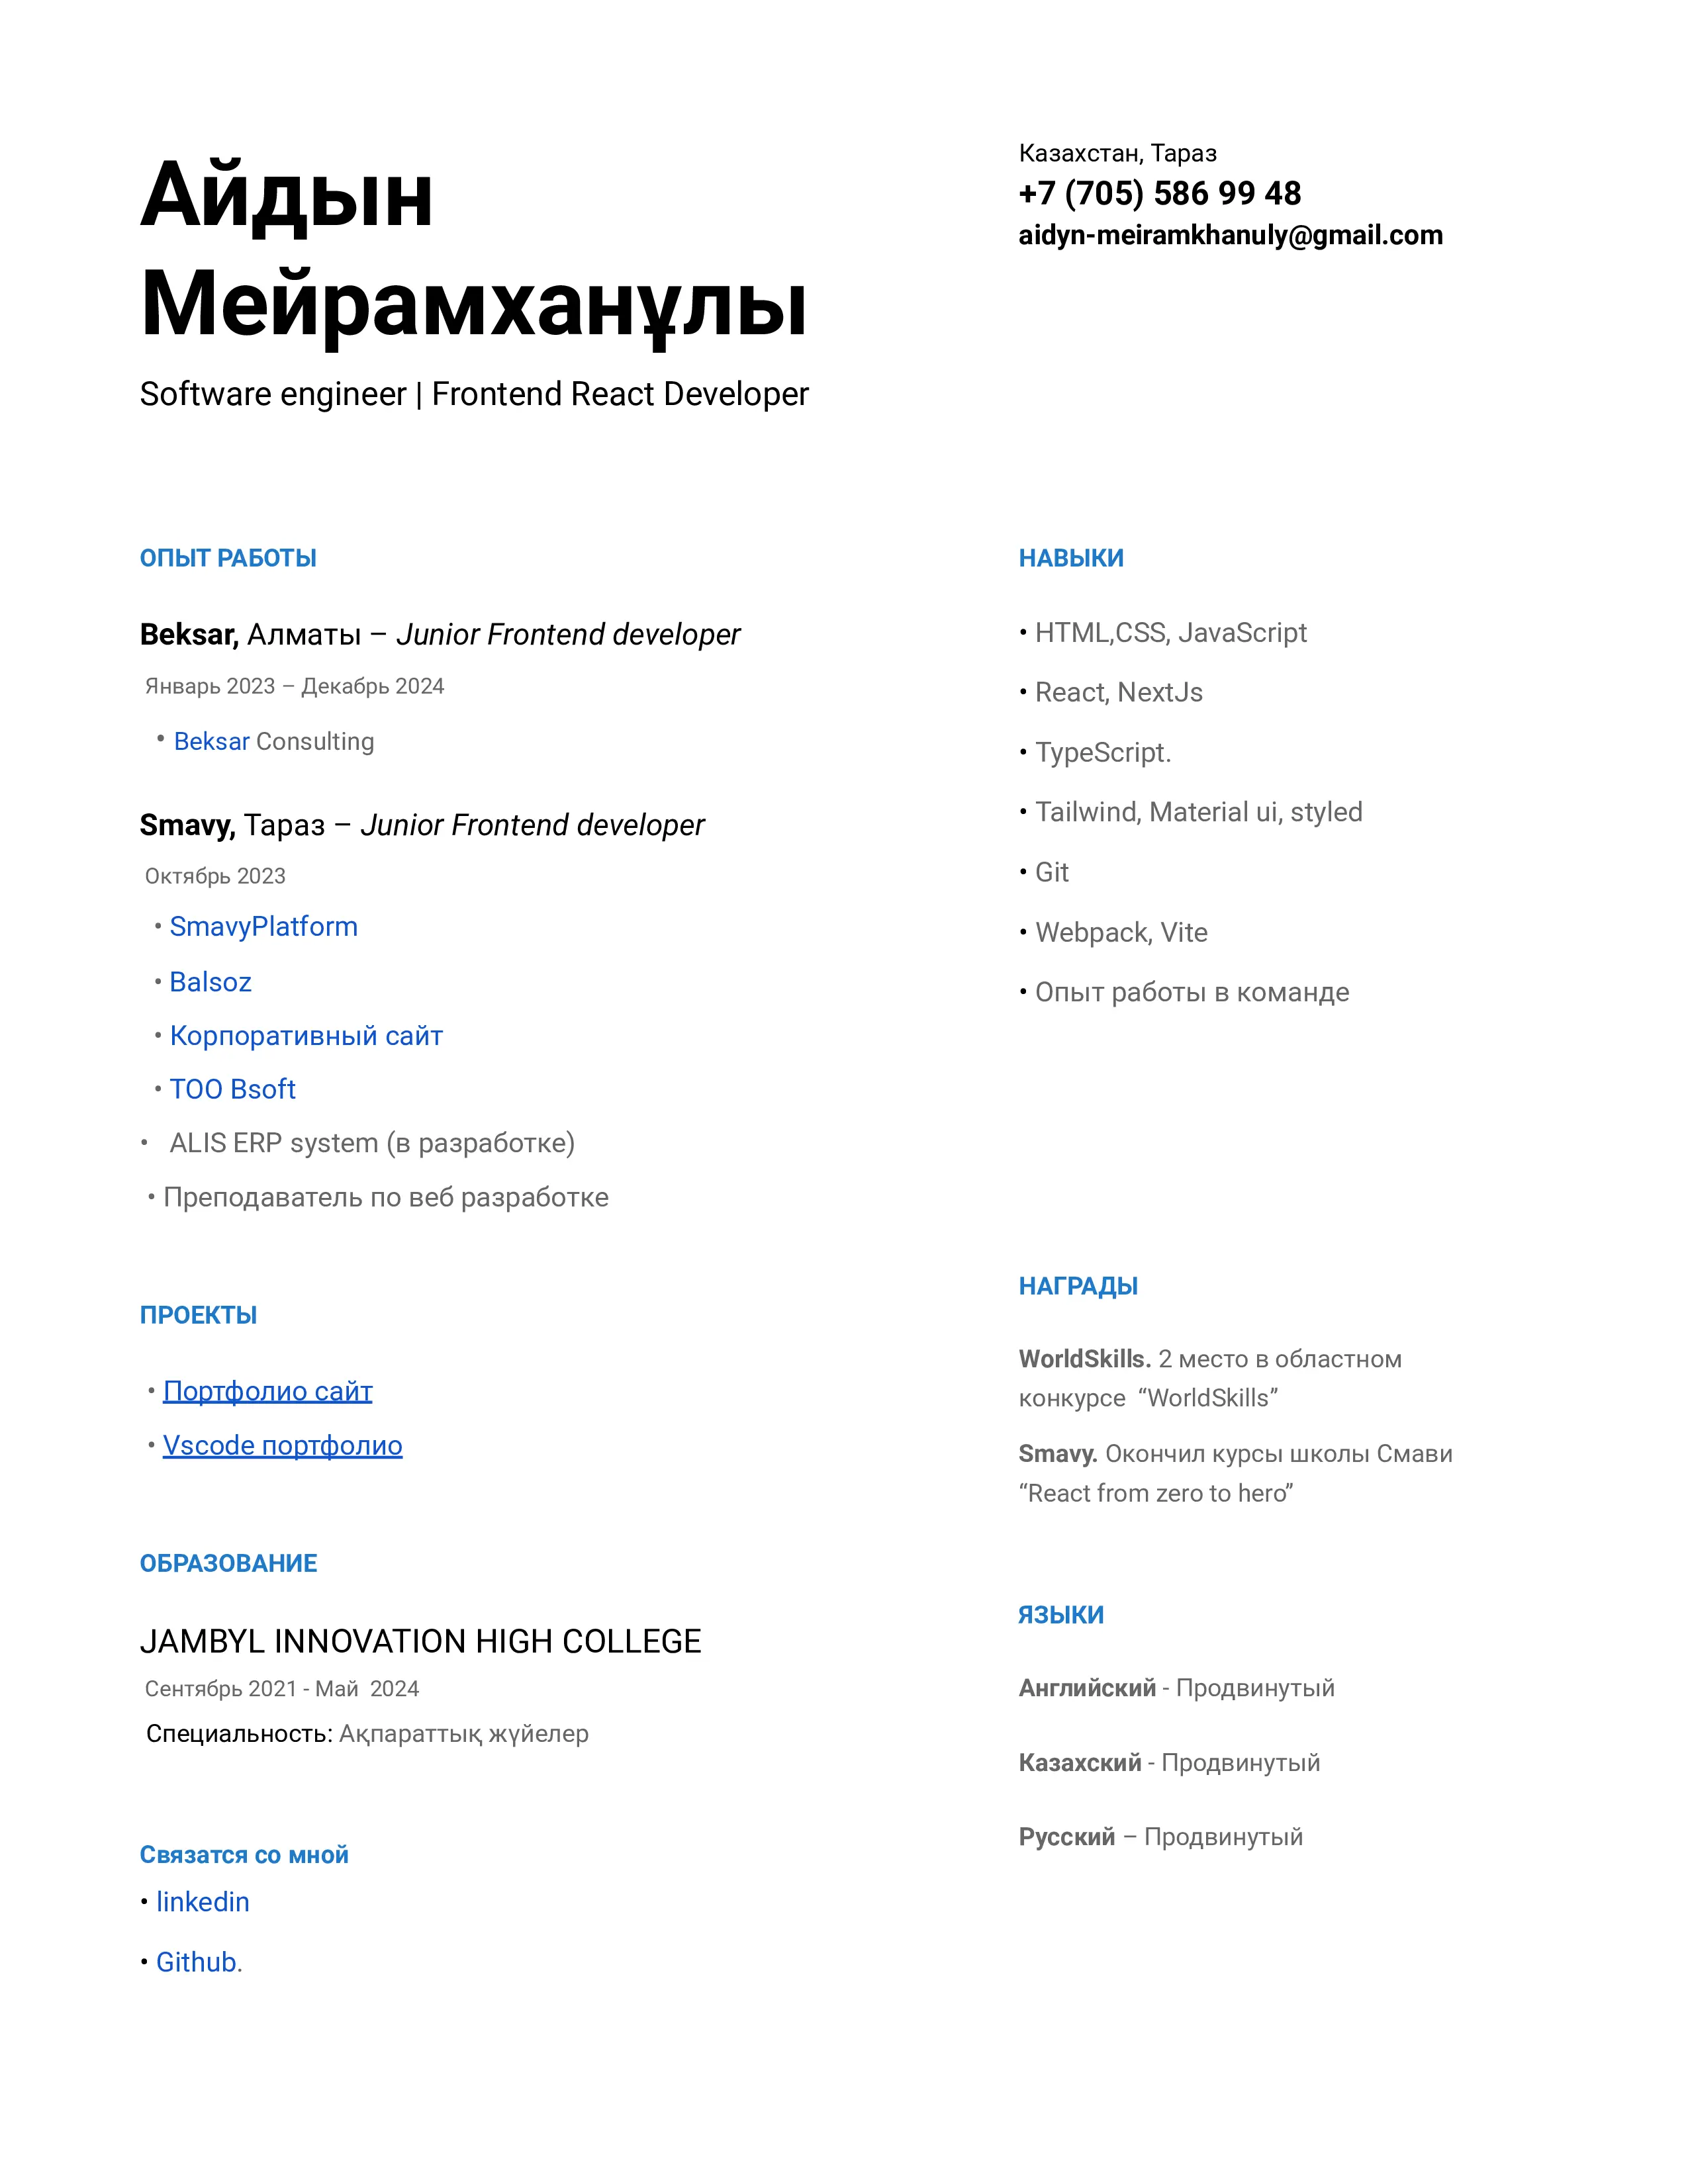 Айдын
Мейрамханұлы
Software engineer | Frontend React Developer
Казахстан, Тараз
+7 (705) 586 99 48
aidyn-meiramkhanuly@gmail.com
ОПЫТ РАБОТЫ
Beksar, Алматы – Junior Frontend developer
Январь 2023 – Декабрь 2024
• Beksar Consulting
Smavy, Тараз – Junior Frontend developer
Октябрь 2023
• SmavyPlatform
• Balsoz
• Корпоративный сайт
• ТОО Bsoft
• ALIS ERP system (в разработке)
• Преподаватель по веб разработке
ПРОЕКТЫ
• Портфолио сайт
• Vscode портфолио
ОБРАЗОВАНИЕ
JAMBYL INNOVATION HIGH COLLEGE
Сентябрь 2021 - Май  2024
Специальность: Ақпараттық жүйелер
Связатся со мной
• linkedin
• Github.
НАВЫКИ
• HTML,CSS, JavaScript
• React, NextJs
• TypeScript.
• Tailwind, Material ui, styled
• Git
• Webpack, Vite
• Опыт работы в команде
НАГРАДЫ
WorldSkills. 2 место в областном
конкурсе  “WorldSkills”
Smavy. Окончил курсы школы Смави
“React from zero to hero”
ЯЗЫКИ
Английский - Продвинутый
Казахский - Продвинутый
Русский – Продвинутый